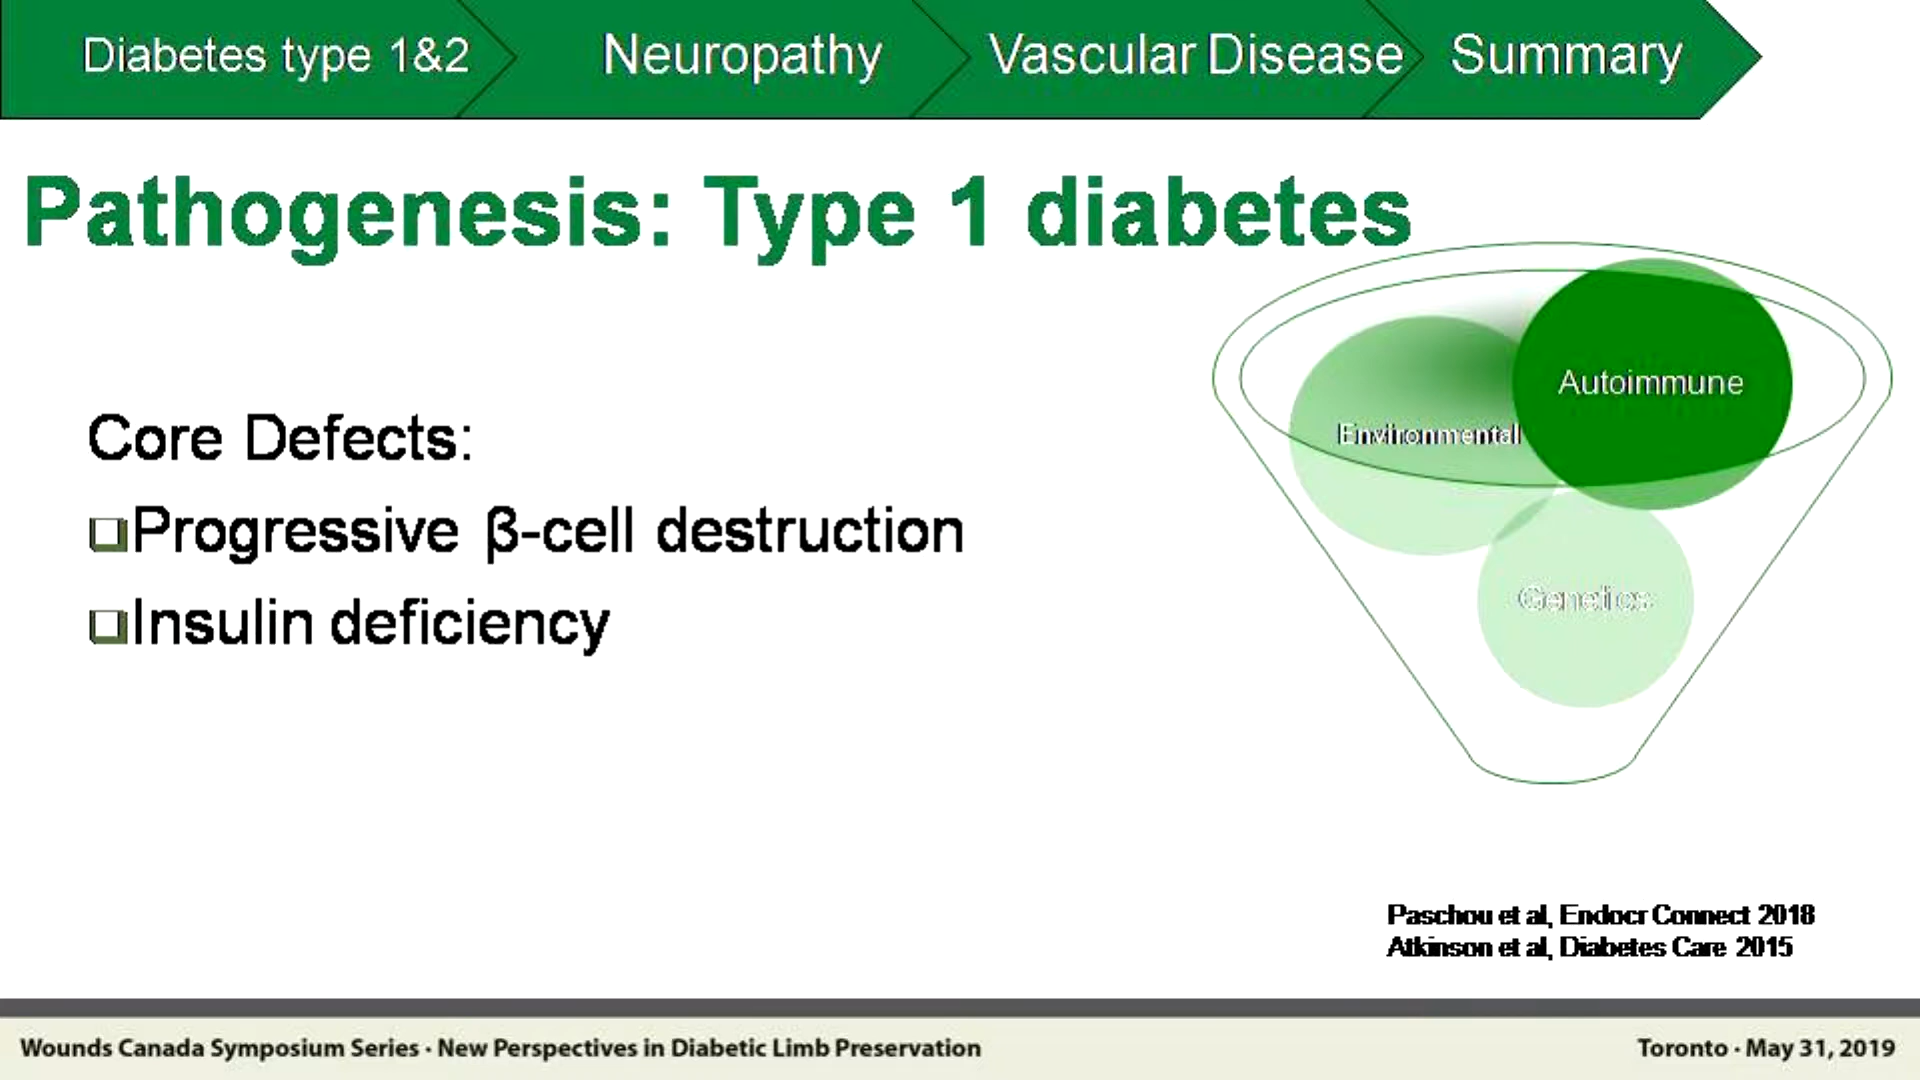 Diabetes type 1&2
Neuropathy
Vascular Disease
Summary
Pathogenesis: Type 1 diabetes
Core Defects:
Progressive β-cell destruction
Insulin deficiency
Autoimmune
Environmental
Genetics
Paschou et al, Endocr Connect 2018
Atkinson et al, Diabetes Care 2015
Wounds Canada Symposium Series · New Perspectives in Diabetic Limb Preservation
Toronto · May 31, 2019